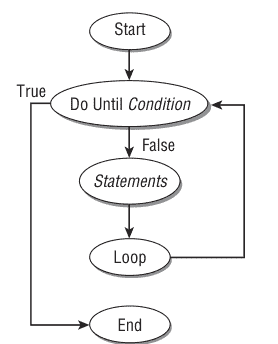 Start
True
Do Until Condition
False
Statements
Loop
End